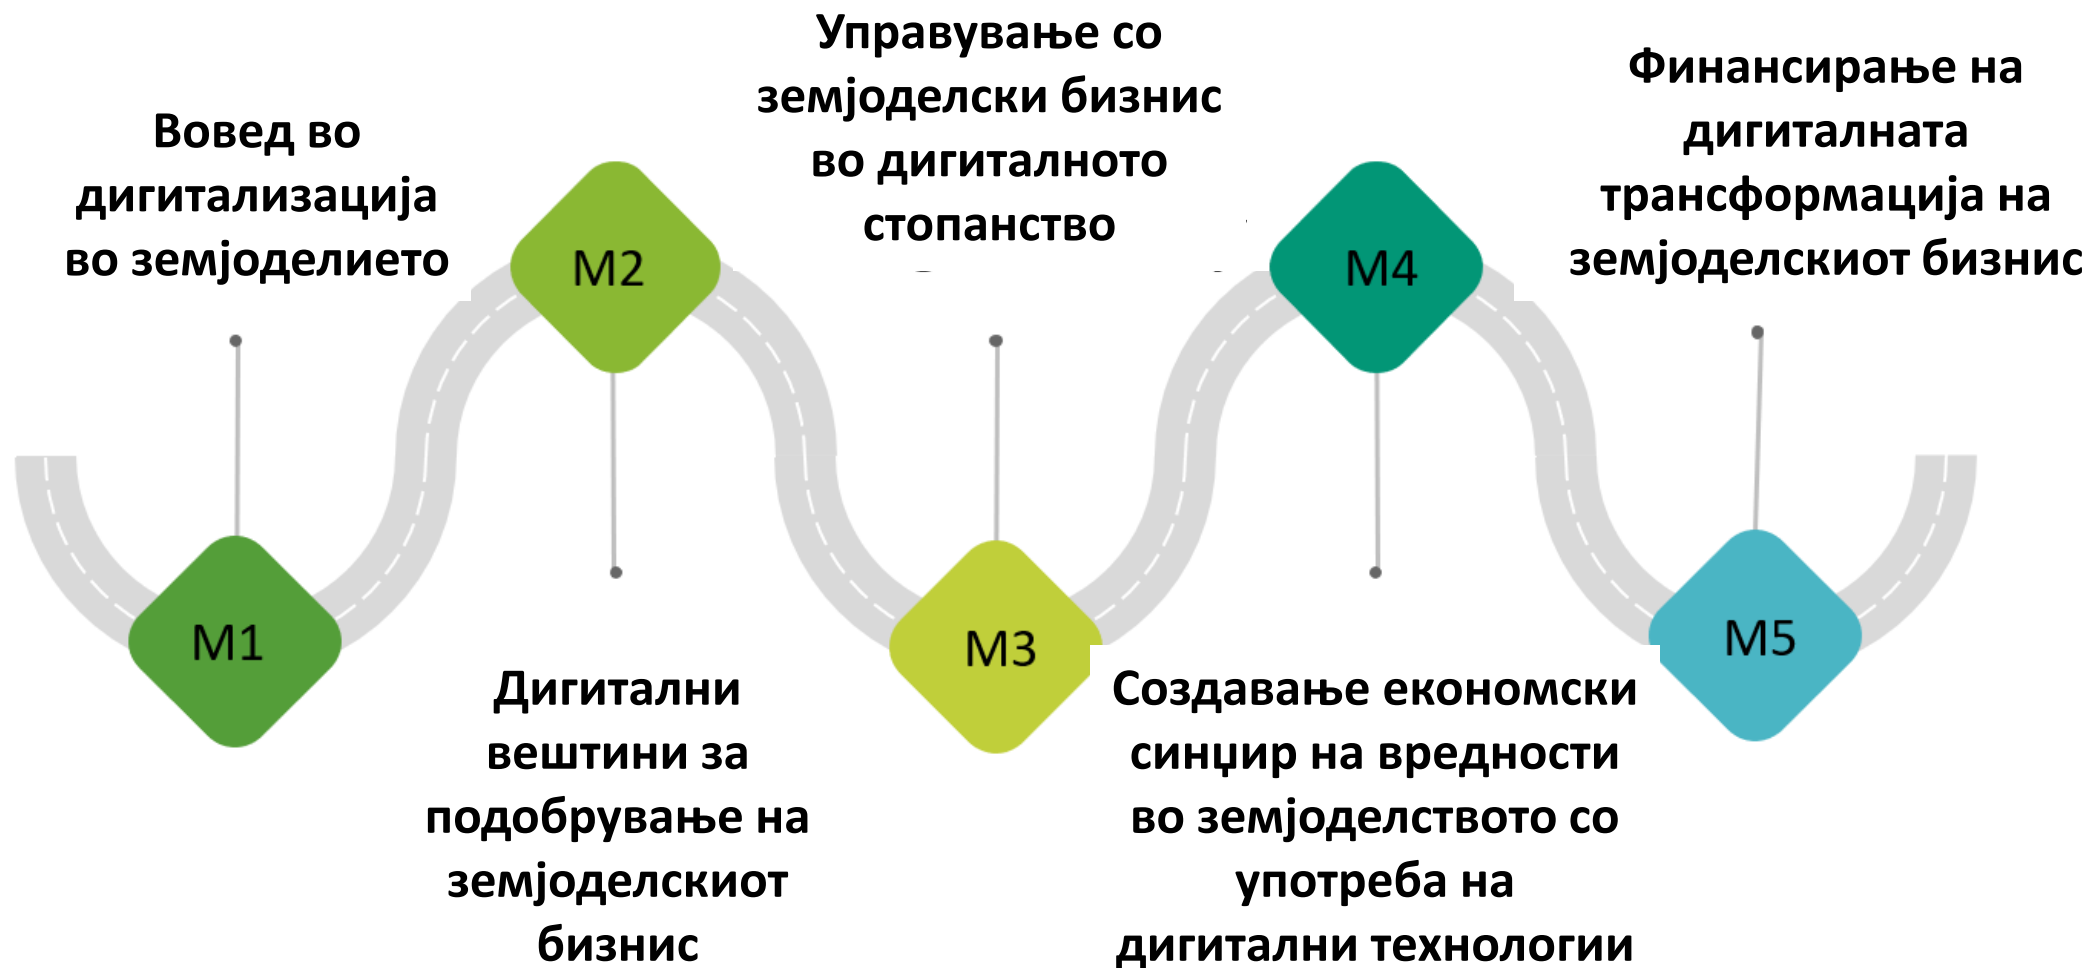 Вовед во
дигитализација
во земјоделието
M1
M2
Дигитални
вештини за
подобрување на
земјоделскиот
бизнис
Управување со
земјоделски бизнис
во дигиталното
стопанство
M3
M4
Создавање економски
синџир на вредности
во земјоделството со
употреба на
дигитални технологии
Финансирање на
дигиталната
трансформација на
земјоделскиот бизнис
M5